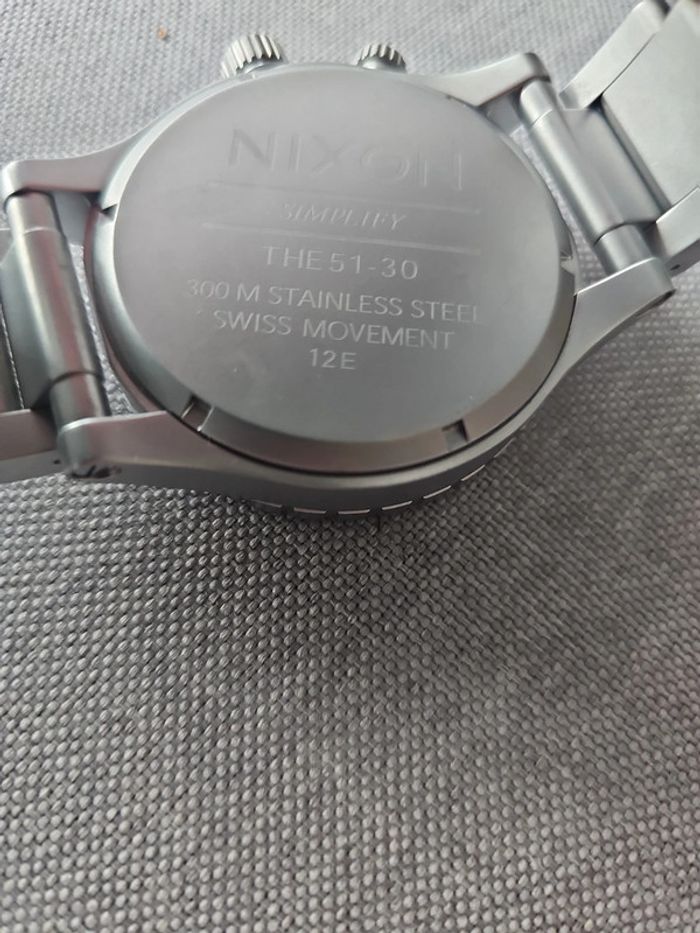 NIXON
SIMPLIFY
THE 51-30
300 M STAINLESS STEEL
SWISS MOVEMENT
12E